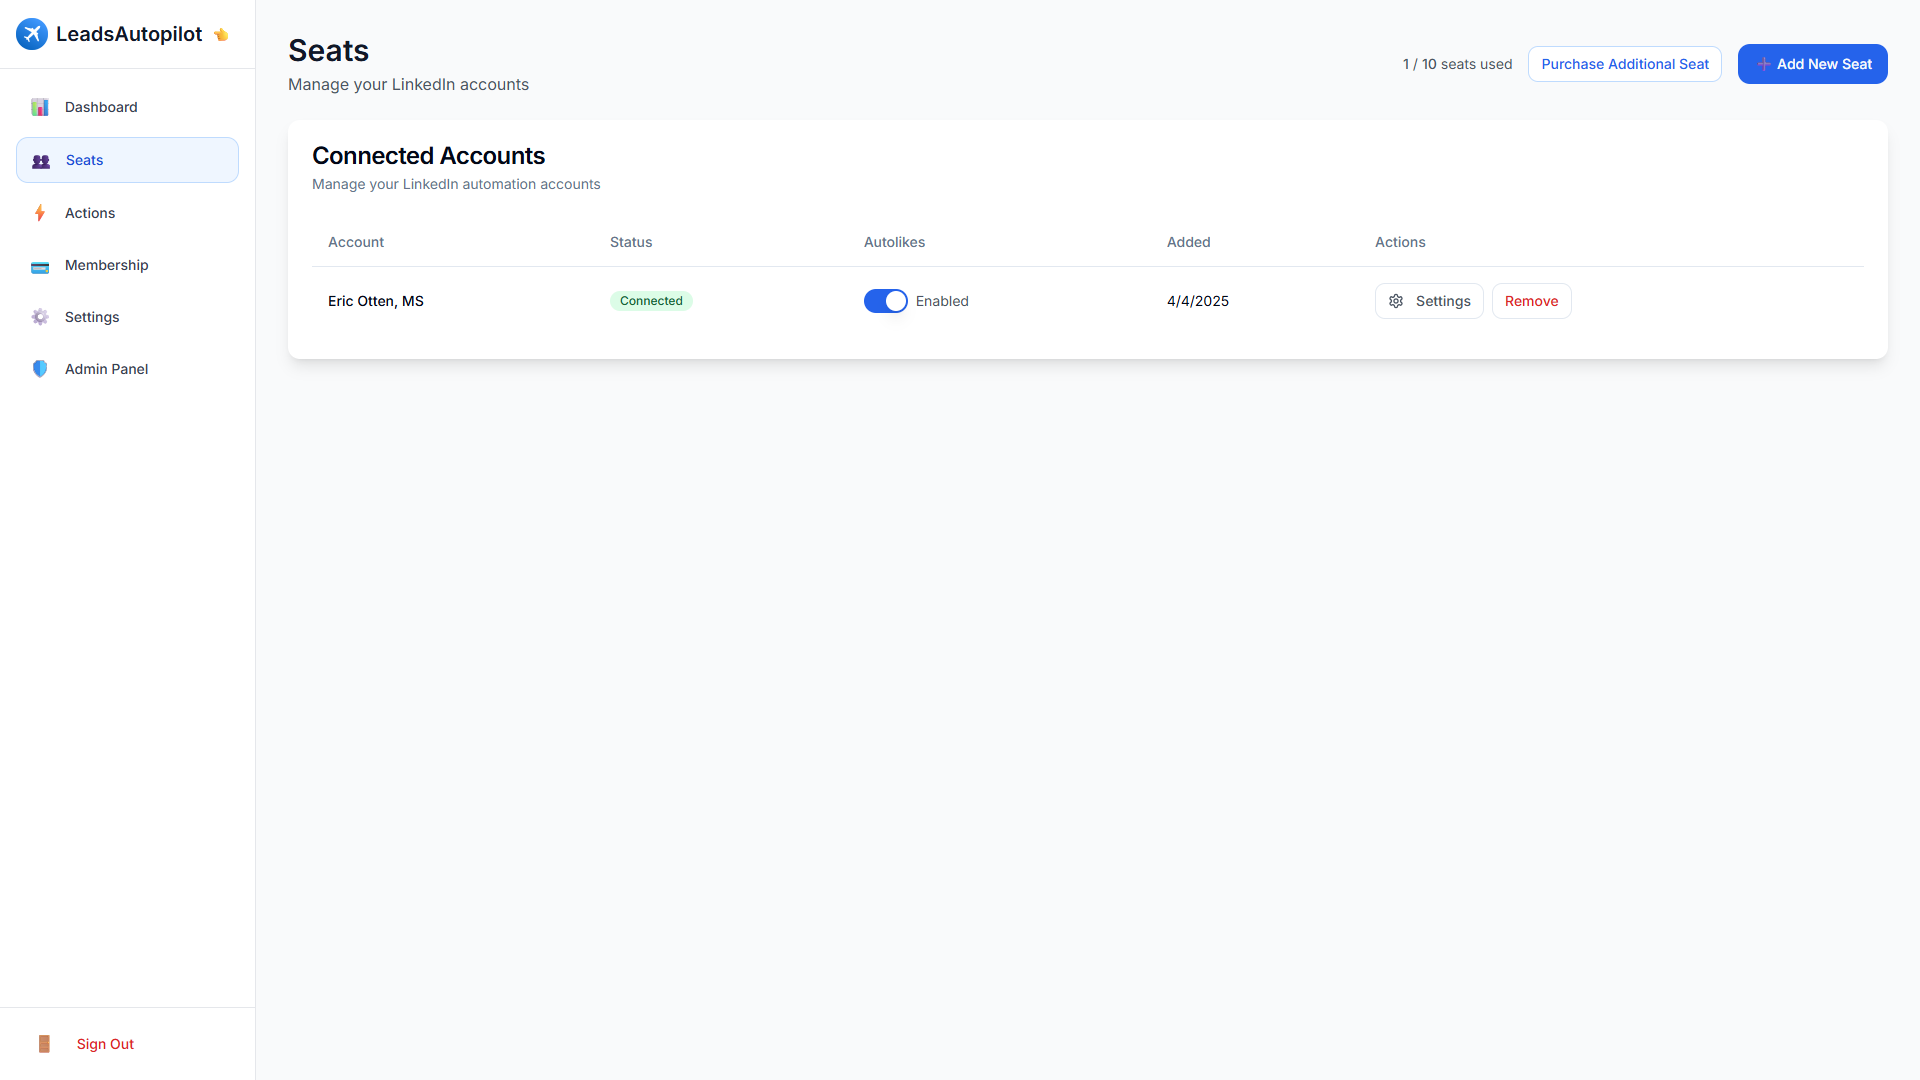 LeadsAutopilot
Dashboard
Seats
Actions
Membership
Settings
Admin Panel
Sign Out
Seats
Manage your LinkedIn accounts
1 / 10 seats used
Purchase Additional Seat
Add New Seat
Connected Accounts
Manage your LinkedIn automation accounts
Account Status Autolikes Added Actions
Eric Otten, MS Connected Enabled 4/4/2025 Settings Remove